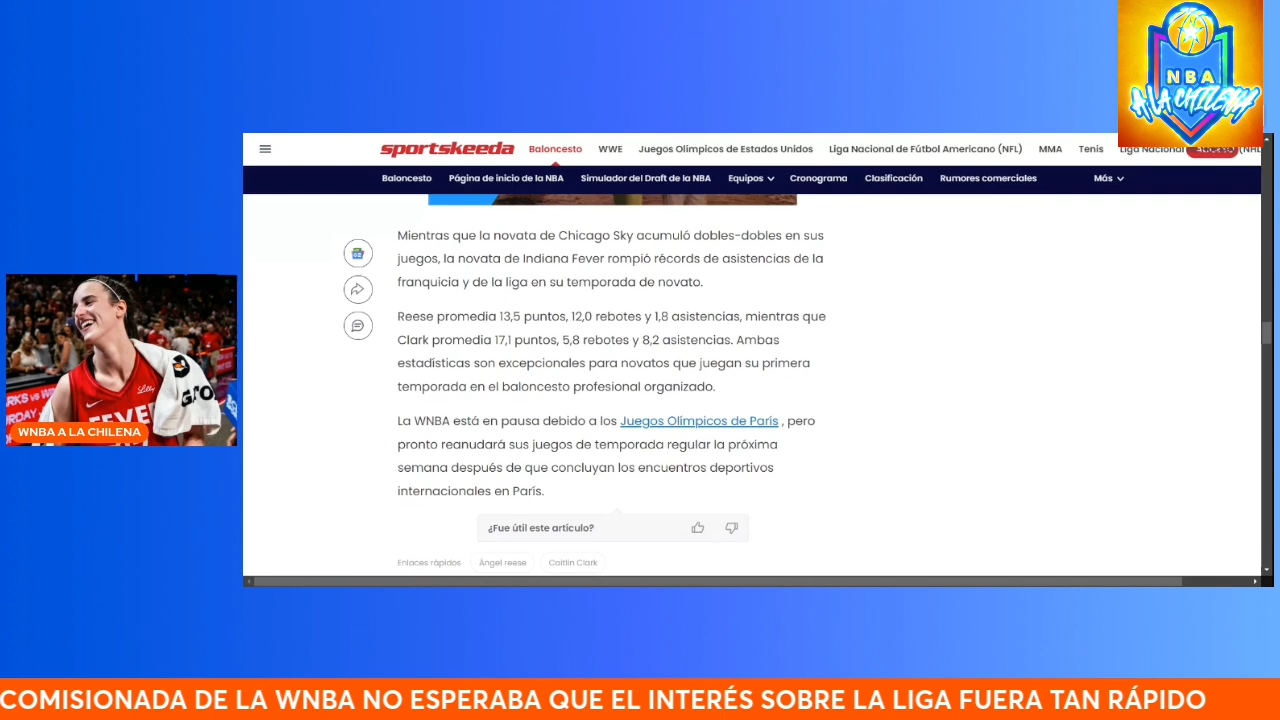 NBA
A LA CHILENA
sportskeeda
Baloncesto WWE Juegos Olímpicos de Estados Unidos Liga Nacional de Fútbol Americano (NFL) MMA Tenis Liga Nacional
Baloncesto Página de inicio de la NBA Simulador del Draft de la NBA Equipos Cronograma Clasificación Rumores comerciales Más
Mientras que la novata de Chicago Sky acumuló dobles-dobles en sus
juegos, la novata de Indiana Fever rompió récords de asistencias de la
franquicia y de la liga en su temporada de novato.
Reese promedia 13,5 puntos, 12,0 rebotes y 1,8 asistencias, mientras que
Clark promedia 17,1 puntos, 5,8 rebotes y 8,2 asistencias. Ambas
estadísticas son excepcionales para novatos que juegan su primera
temporada en el baloncesto profesional organizado.
La WNBA está en pausa debido a los Juegos Olímpicos de París , pero
pronto reanudará sus juegos de temporada regular la próxima
semana después de que concluyan los encuentros deportivos
internacionales en París.
¿Fue útil este artículo?
Enlaces rápidos Ángel reese Caitlin Clark
FEVER
Lilly
WNBA A LA CHILENA
COMISIONADA DE LA WNBA NO ESPERABA QUE EL INTERÉS SOBRE LA LIGA FUERA TAN RÁPIDO